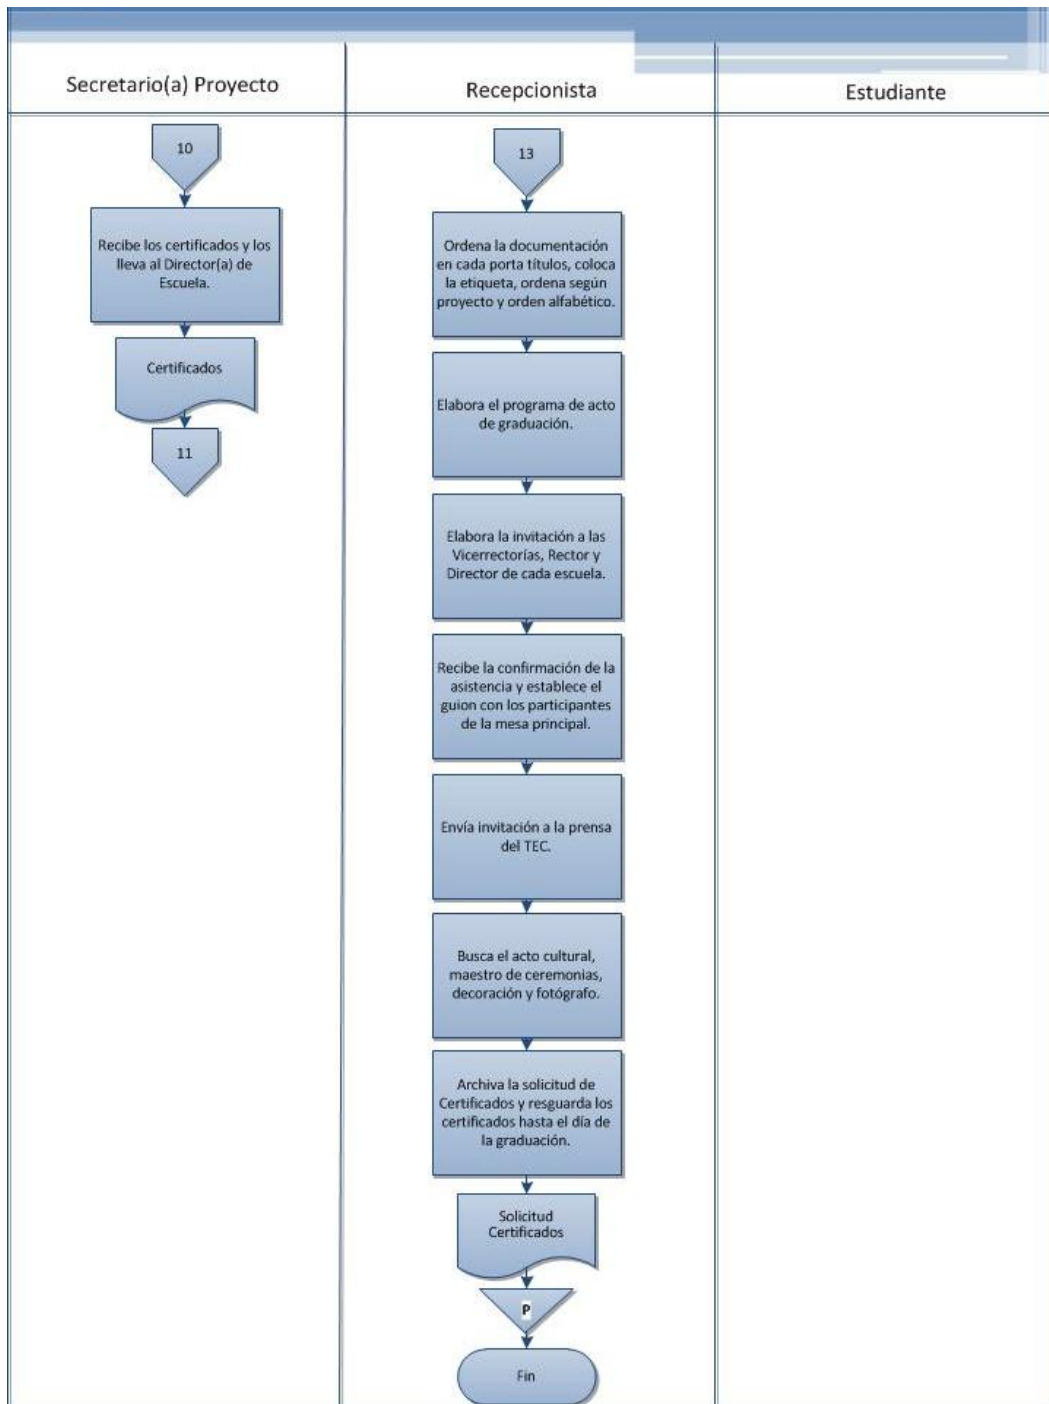 Secretario(a) Proyecto
Recepcionista
Estudiante
10
Recibe los certificados y los
lleva al Director(a) de
Escuela.
Certificados
11
13
Ordena la documentación
en cada porta títulos, coloca
la etiqueta, ordena según
proyecto y orden alfabético.
Elabora el programa de acto
de graduación.
Elabora la invitación a las
Vicerrectorías, Rector y
Director de cada escuela.
Recibe la confirmación de la
asistencia y establece el
guion con los participantes
de la mesa principal.
Envía invitación a la prensa
del TEC.
Busca el acto cultural,
maestro de ceremonias,
decoración y fotógrafo.
Archiva la solicitud de
Certificados y resguarda los
certificados hasta el día de
la graduación.
Solicitud
Certificados
P
Fin